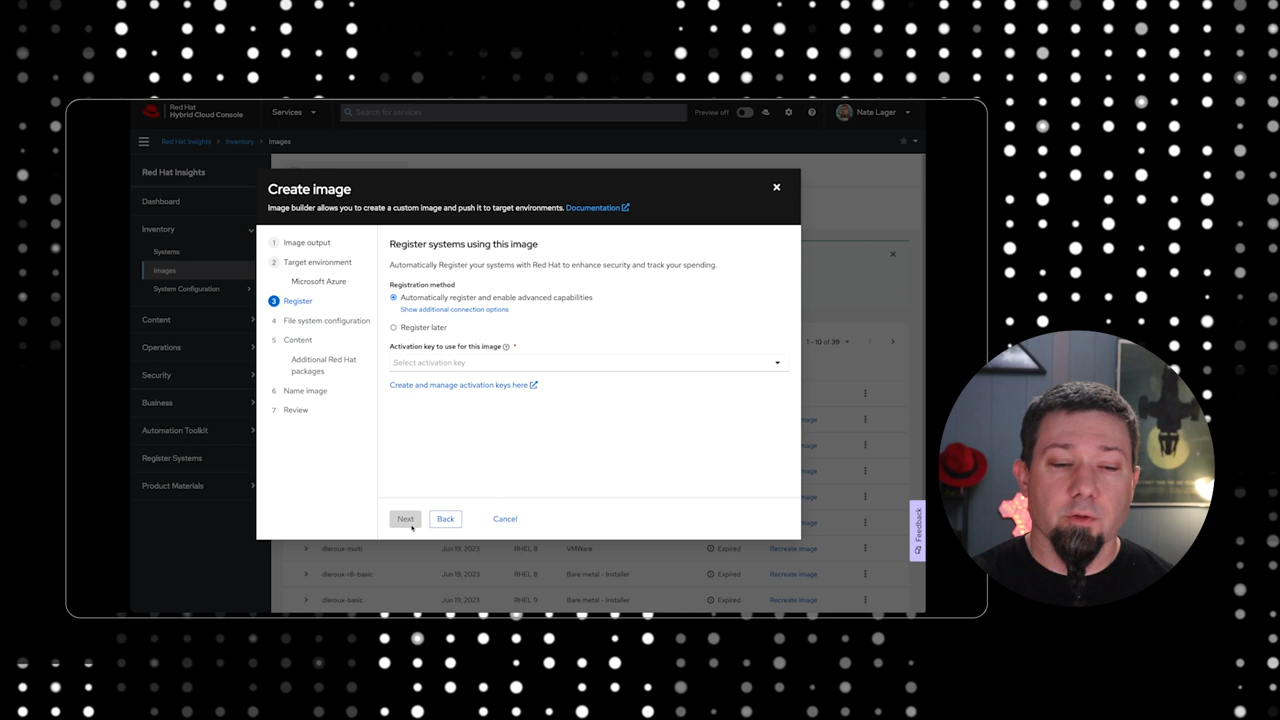 Red Hat
Hybrid Cloud Console
Services
Search for services
Preview off
Nate Lager
Red Hat Insights
Inventory
Images
Red Hat Insights
Dashboard
Inventory
Systems
Images
System Configuration
Content
Operations
Security
Business
Automation Toolkit
Register Systems
Product Materials
Create image
Image builder allows you to create a custom image and push it to target environments. Documentation
1 Image output
2 Target environment
Microsoft Azure
3 Register
4 File system configuration
5 Content
Additional Red Hat
packages
6 Name image
7 Review
Register systems using this image
Automatically Register your systems with Red Hat to enhance security and track your spending.
Registration method
Automatically register and enable advanced capabilities
Show additional connection options
Register later
Activation key to use for this image *
Select activation key
Create and manage activation keys here
Next
Back
Cancel
1 - 10 of 39
image
image
image
image
image
dleroux-multi Jun 19, 2023 RHEL 8 VMWare Expired Recreate image
dleroux-r8-basic Jun 19, 2023 RHEL 8 Bare metal - Installer Expired Recreate image
dleroux-basic Jun 19, 2023 RHEL 9 Bare metal - Installer Expired Recreate image
Feedback